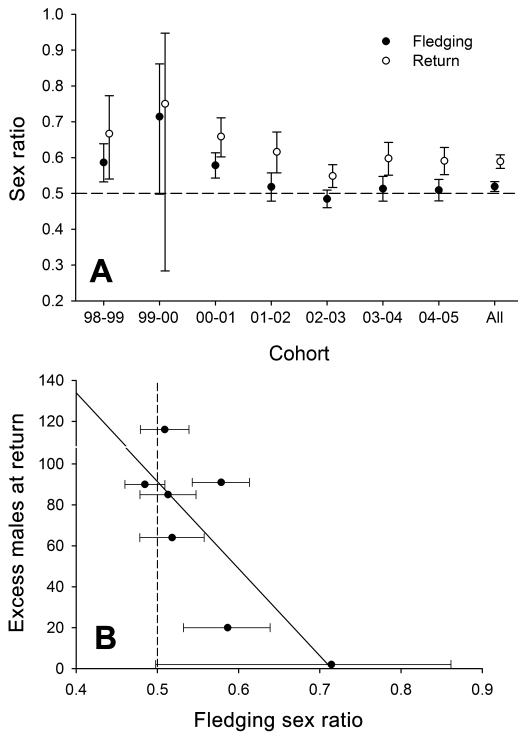 1.0
0.9
0.8
0.7
0.6
0.5
0.4
0.3
0.2
Sex ratio
Fledging
Return
A
98-99 99-00 00-01 01-02 02-03 03-04 04-05 All
Cohort
140
120
100
80
60
40
20
0
Excess males at return
B
0.4 0.5 0.6 0.7 0.8 0.9
Fledging sex ratio